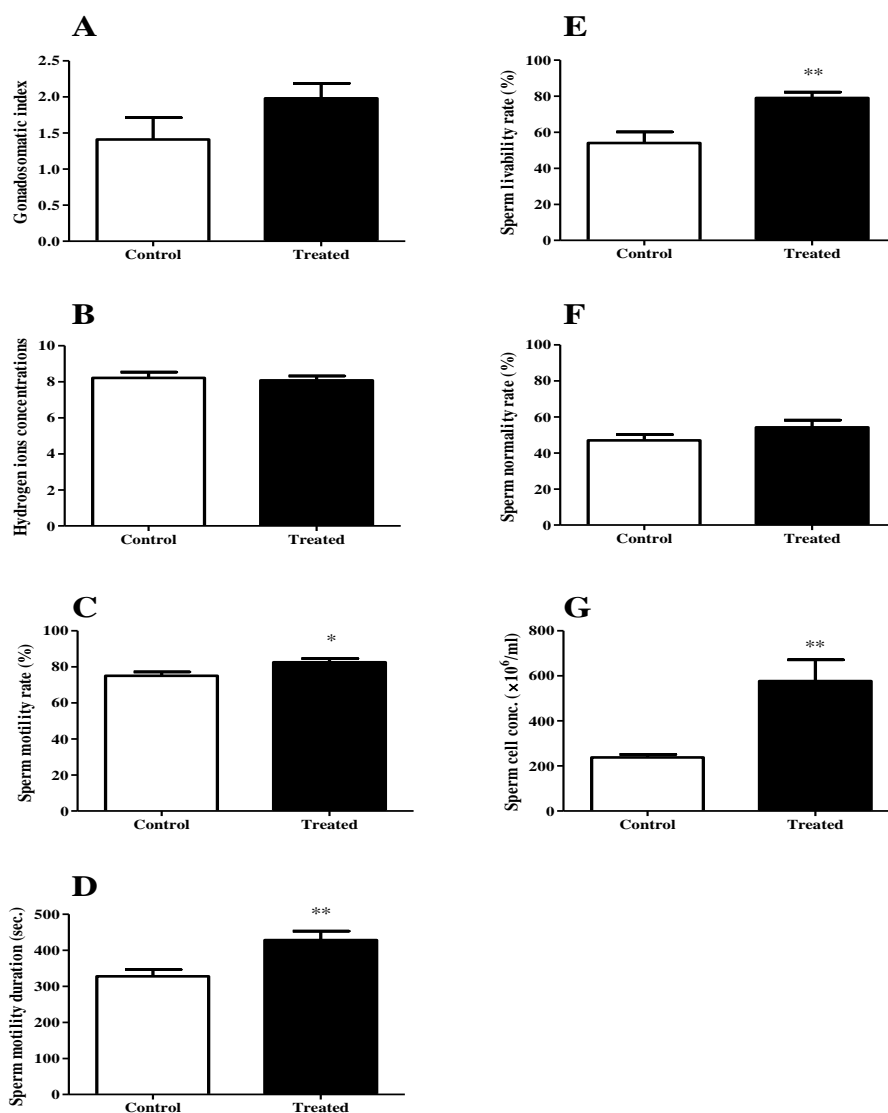 A
Gonadosomatic index
2.5
2.0
1.5
1.0
0.5
0.0
Control Treated
B
Hydrogen ions concentrations
10
8
6
4
2
0
Control Treated
C
Sperm motility rate (%)
100
80
60
40
20
0
*
Control Treated
D
Sperm motility duration (sec.)
500
400
300
200
100
0
**
Control Treated
E
Sperm livability rate (%)
100
80
60
40
20
0
**
Control Treated
F
Sperm normality rate (%)
100
80
60
40
20
0
Control Treated
G
Sperm cell conc. (×10⁶/ml)
800
600
400
200
0
**
Control Treated